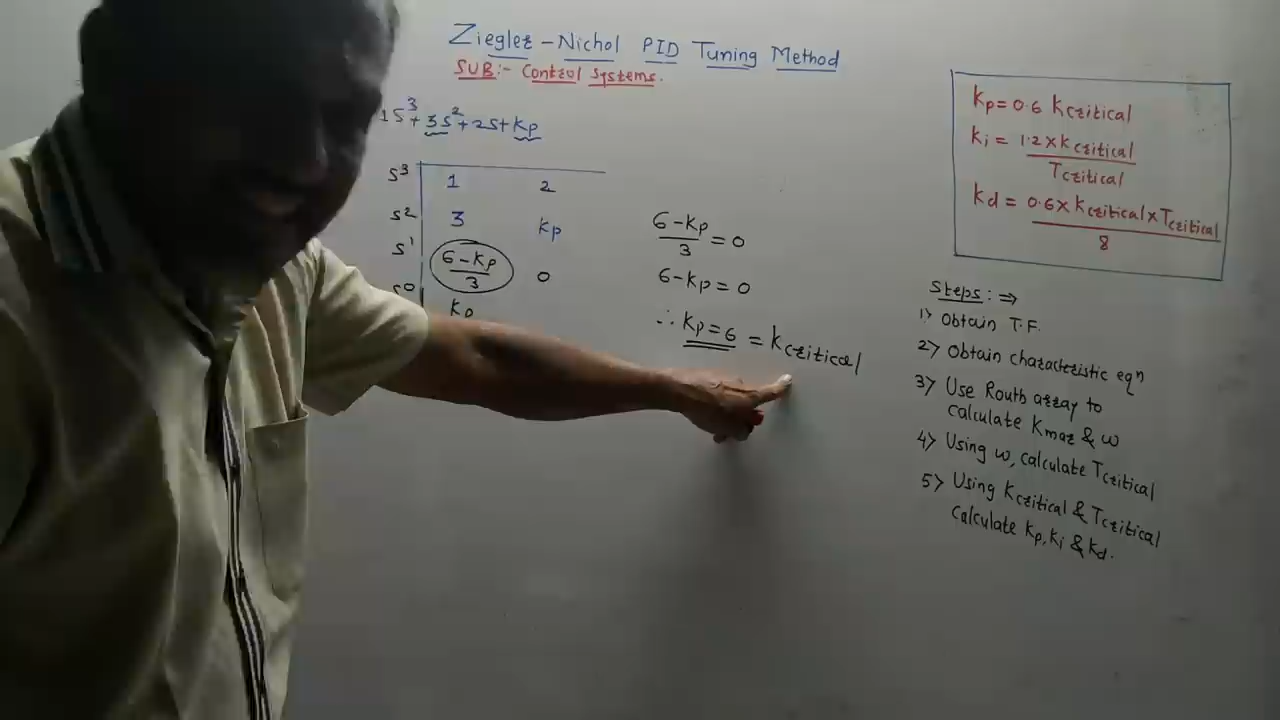 Ziegler-Nichol PID Tuning Method
SUB:- Control Systems.
1S³+3S²+2S+Kp
S³ 1 2
S² 3 Kp
S¹ 6-Kp/3 0
S⁰ Kp
6-Kp/3 = 0
6-Kp = 0
∴ Kp = 6 = Kcritical
Kp = 0.6 Kcritical
Ki = 1.2 x Kcritical / Tcritical
Kd = 0.6 x Kcritical x Tcritical / 8
Steps: ⇒
1) Obtain T.F.
2) Obtain characteristic eqn
3) Use Routh array to
calculate Kmar & ω
4) Using ω, calculate Tcritical
5) Using Kcritical & Tcritical
calculate Kp, Ki & Kd.